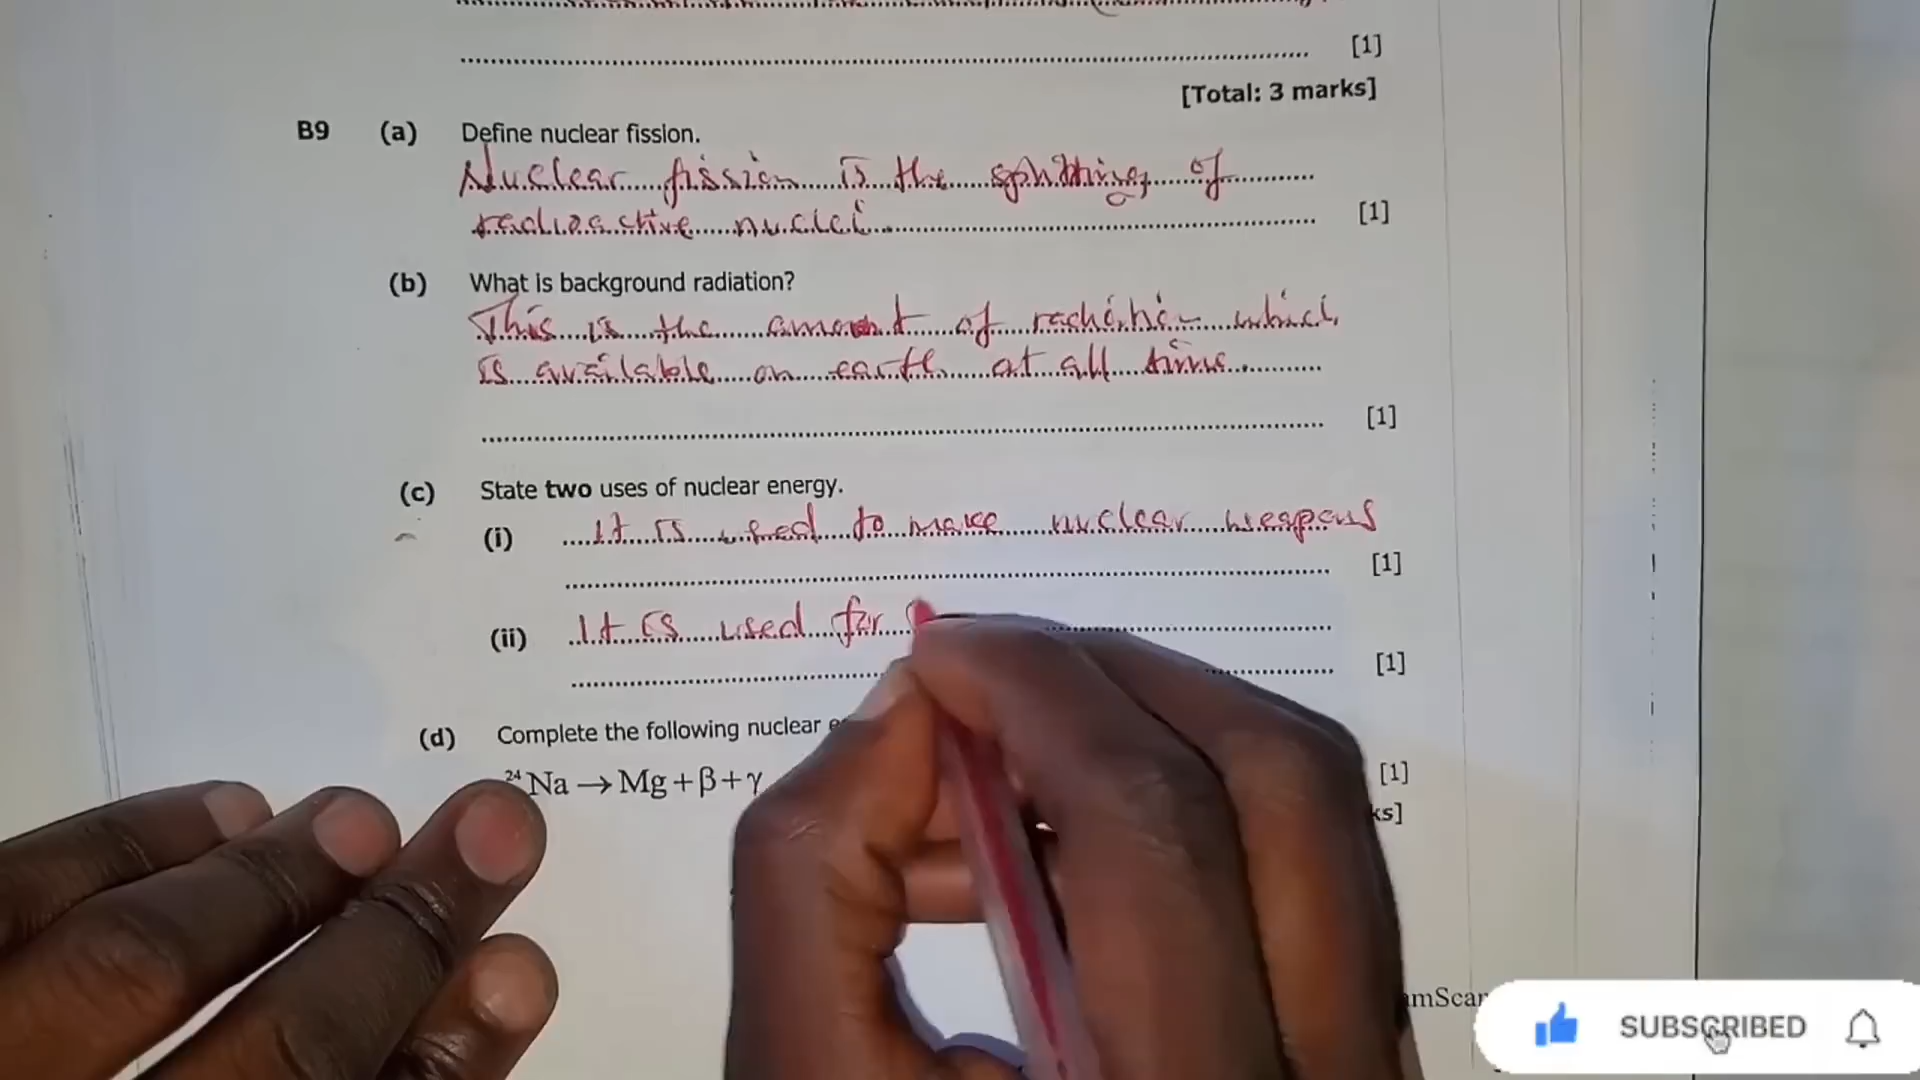 [1]
[Total: 3 marks]
B9 (a) Define nuclear fission.
Nuclear fission is the splitting of
radioactive nuclei.
[1]
(b) What is background radiation?
This is the amount of radiation which
is available on earth at all time.
[1]
(c) State two uses of nuclear energy.
(i) It is used to make nuclear weapons
[1]
(ii) It is used for
[1]
(d) Complete the following nuclear
²⁴Na → Mg + β + γ
[1]
ks]
amScan
SUBSCRIBED